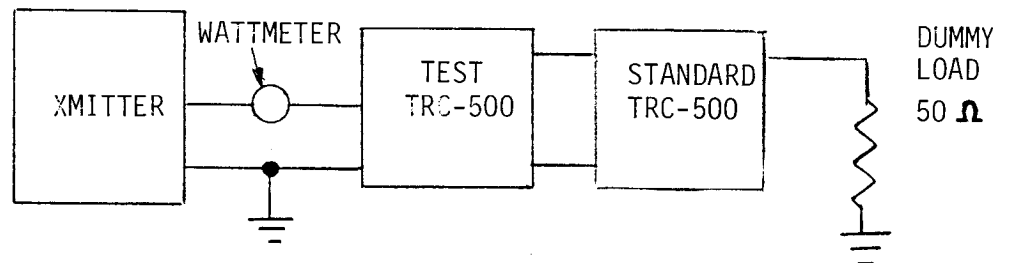 WATTMETER
XMITTER
TEST
TRC-500
STANDARD
TRC-500
DUMMY
LOAD
50 Ω